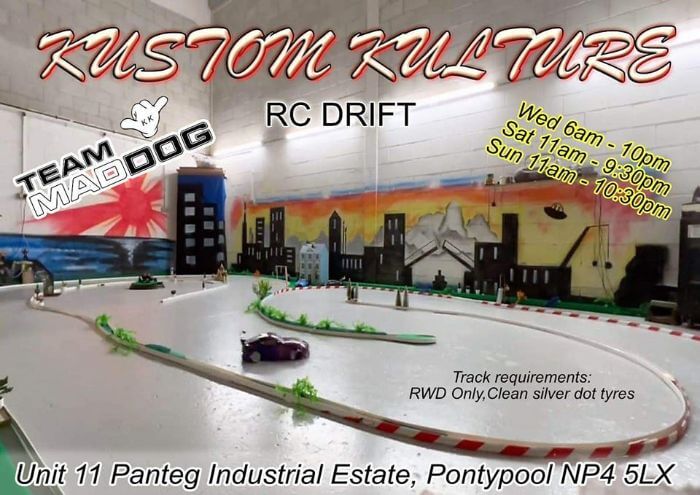 KUSTOM KULTURE
RC DRIFT
KK
TEAM
MADDOG
Wed 6am - 10pm
Sat 11am - 9:30pm
Sun 11am - 10:30pm
Track requirements:
RWD Only,Clean silver dot tyres
Unit 11 Panteg Industrial Estate, Pontypool NP4 5LX